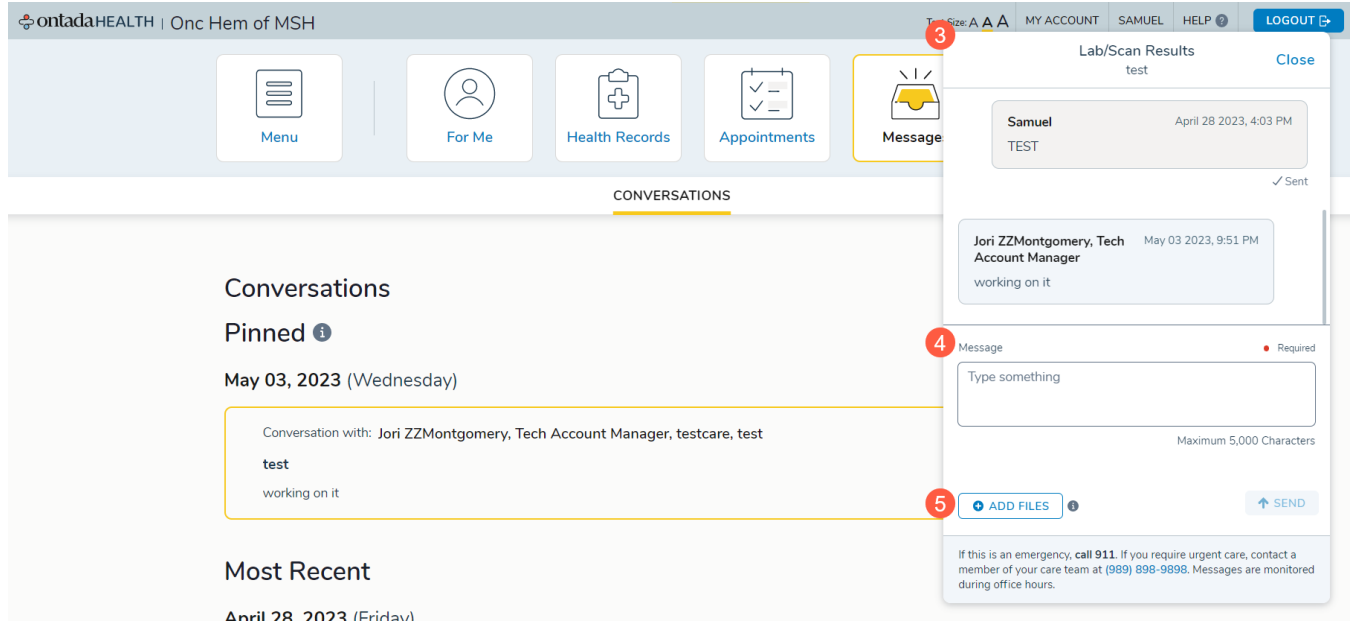 ontada HEALTH | Onc Hem of MSH
Text Size: A A A MY ACCOUNT SAMUEL HELP ? LOGOUT
Menu
For Me
Health Records
Appointments
Message
CONVERSATIONS
Conversations
Pinned i
May 03, 2023 (Wednesday)
Conversation with: Jori ZZMontgomery, Tech Account Manager, testcare, test
test
working on it
Most Recent
April 28, 2023 (Friday)
3
Lab/Scan Results
test
Close
Samuel April 28 2023, 4:03 PM
TEST
✓ Sent
Jori ZZMontgomery, Tech May 03 2023, 9:51 PM
Account Manager
working on it
4
Message • Required
Type something
Maximum 5,000 Characters
5
ADD FILES i
SEND
If this is an emergency, call 911. If you require urgent care, contact a
member of your care team at (989) 898-9898. Messages are monitored
during office hours.